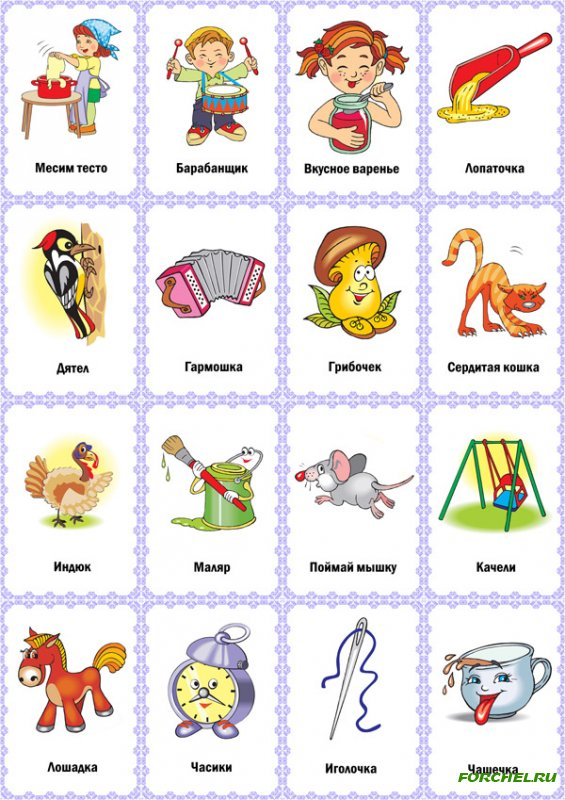 Месим тесто
Барабанщик
Вкусное варенье
Лопаточка
Дятел
Гармошка
Грибочек
Сердитая кошка
Индюк
Маляр
Поймай мышку
Качели
Лошадка
Часики
Иголочка
Чашечка
FORCHEL.RU